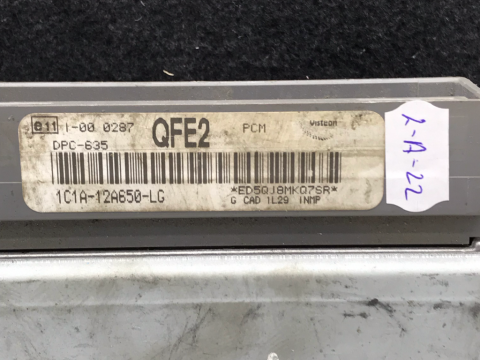 e11 1-00 0287 QFE2 PCM Visteon
DPC-635
1C1A-12A650-LG *ED5QJ8MKQ7SR*
G CAD 1L29 INMP
2-A-22